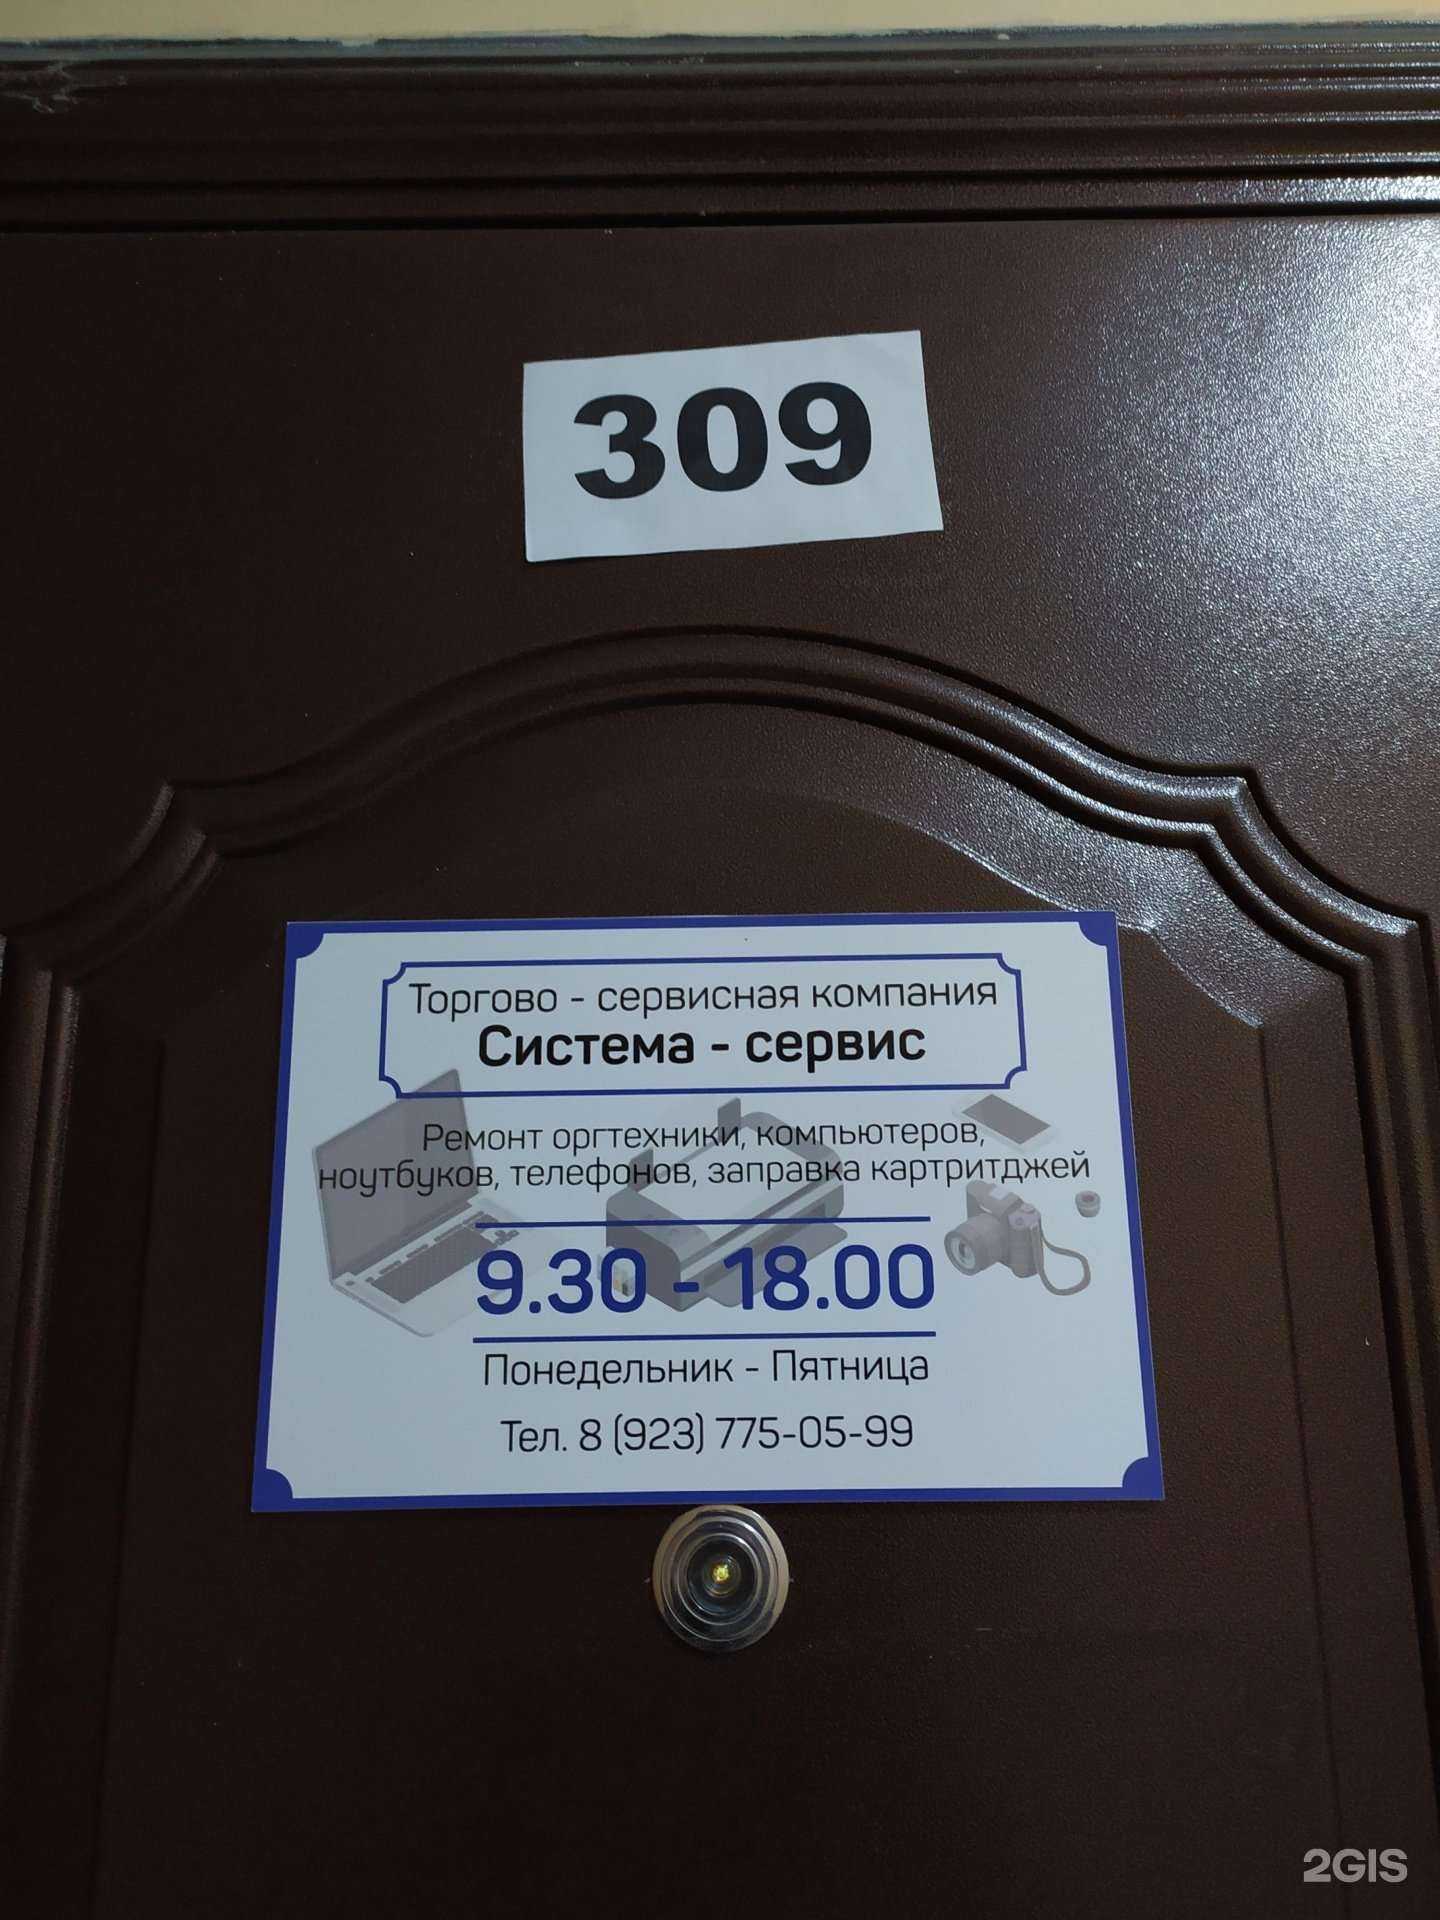 309
Торгово - сервисная компания
Система - сервис
Ремонт оргтехники, компьютеров,
ноутбуков, телефонов, заправка картритджей
9.30 - 18.00
Понедельник - Пятница
Тел. 8 (923) 775-05-99
2GIS